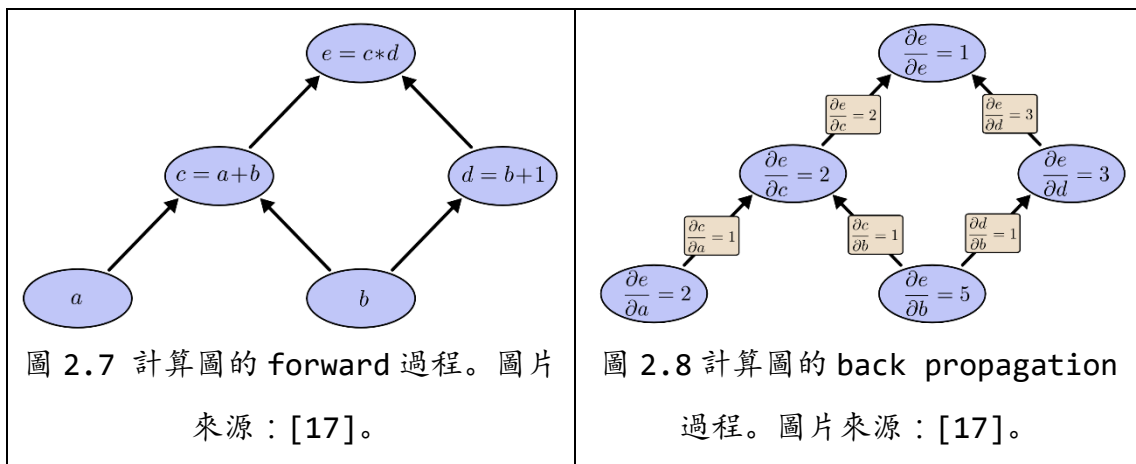 e = c*d
c = a+b
d = b+1
a
b
圖 2.7 計算圖的 forward 過程。圖片
來源：[17]。
∂e/∂e = 1
∂e/∂c = 2
∂e/∂d = 3
∂e/∂c = 2
∂e/∂d = 3
∂c/∂a = 1
∂c/∂b = 1
∂d/∂b = 1
∂e/∂a = 2
∂e/∂b = 5
圖 2.8 計算圖的 back propagation
過程。圖片來源：[17]。